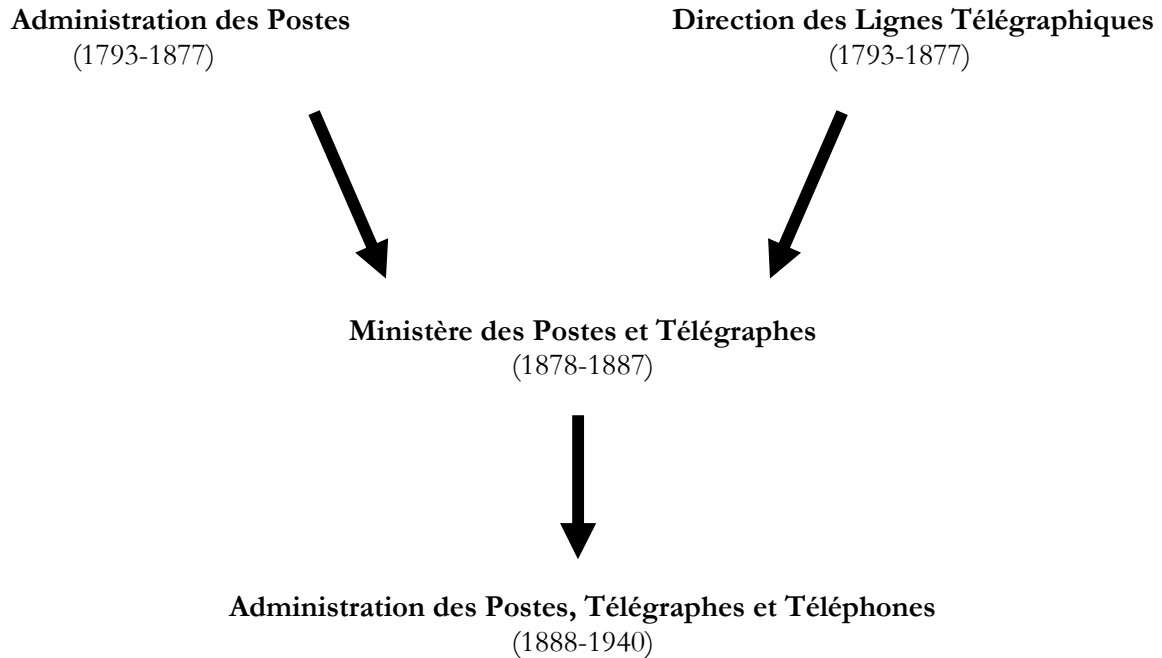 Administration des Postes
(1793-1877)
Direction des Lignes Télégraphiques
(1793-1877)
Ministère des Postes et Télégraphes
(1878-1887)
Administration des Postes, Télégraphes et Téléphones
(1888-1940)